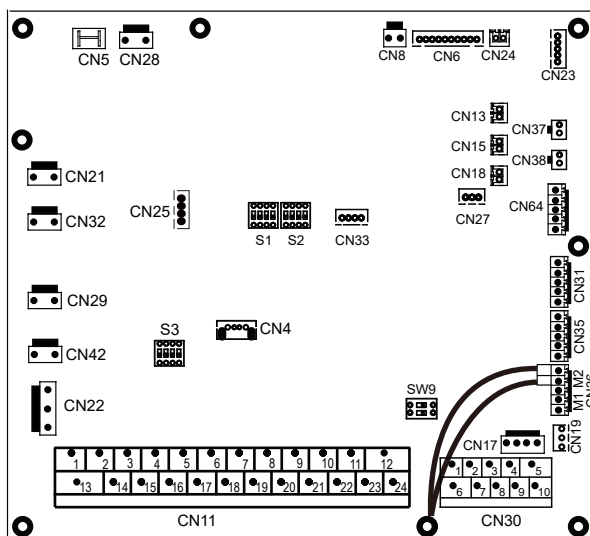 CN5
CN28
CN8
CN6
CN24
CN23
CN13
CN37
CN15
CN38
CN18
CN21
CN25
CN32
S1
S2
CN33
CN27
CN64
CN31
CN29
CN4
CN35
S3
CN42
M2
M1
CN26
CN22
SW9
CN17
CN19
1 2 3 4 5 6 7 8 9 10 11 12
13 14 15 16 17 18 19 20 21 22 23 24
CN11
1 2 3 4 5
6 7 8 9 10
CN30